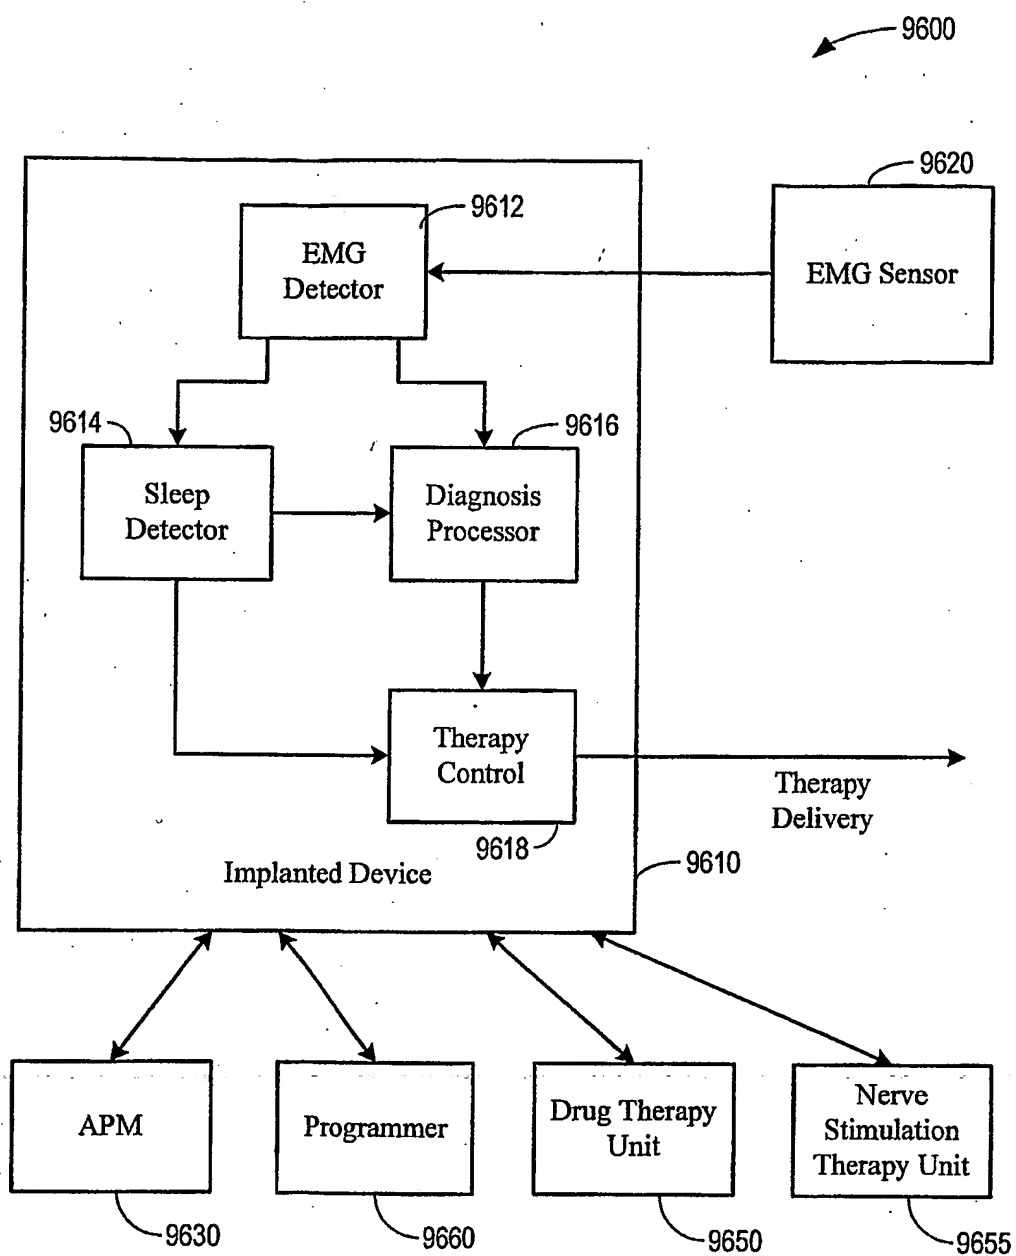 9600
9620
9612
EMG
Detector
EMG Sensor
9614
9616
Sleep
Detector
Diagnosis
Processor
Therapy
Control
Therapy
Delivery
9618
9610
Implanted Device
APM
Programmer
Drug Therapy
Unit
Nerve
Stimulation
Therapy Unit
9630
9660
9650
9655